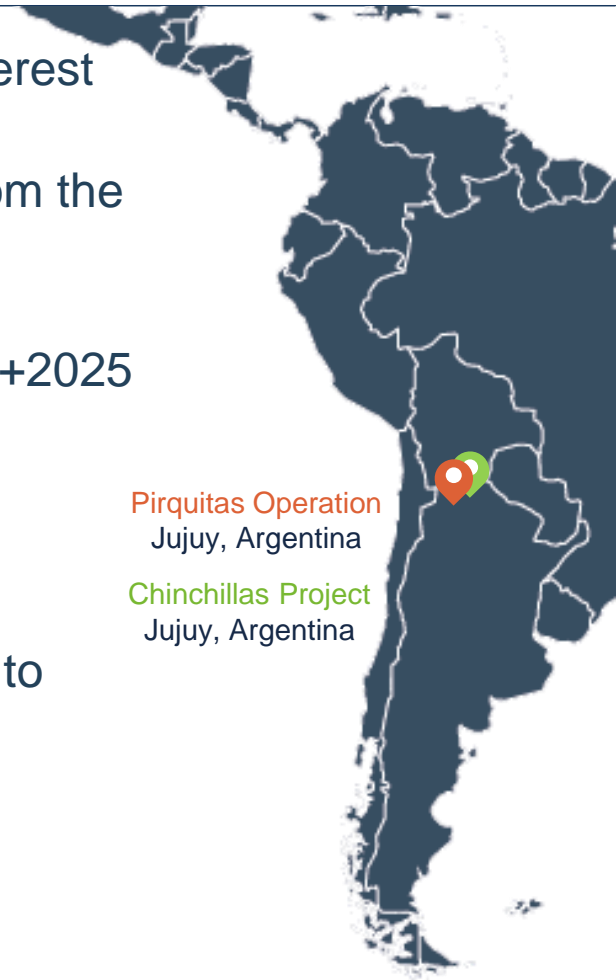 erest
om the
+2025
Pirquitas Operation
Jujuy, Argentina
Chinchillas Project
Jujuy, Argentina
to